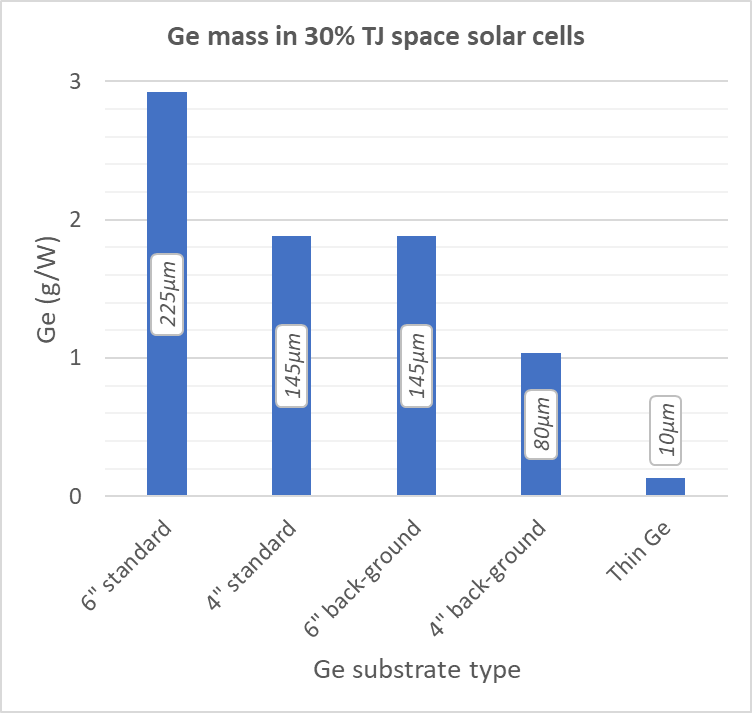 Ge mass in 30% TJ space solar cells
Ge (g/W)
3
2
1
0
225μm
145μm
145μm
80μm
10μm
6" standard
4" standard
6" back-ground
4" back-ground
Thin Ge
Ge substrate type